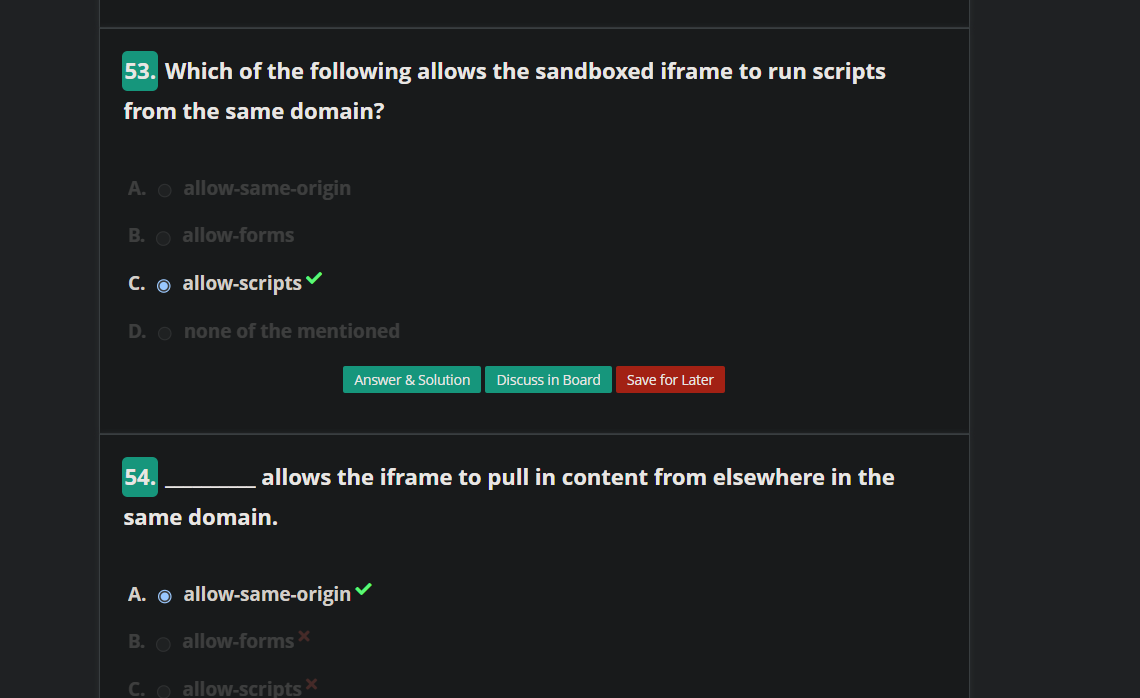 53. Which of the following allows the sandboxed iframe to run scripts
from the same domain?
A. allow-same-origin
B. allow-forms
C. allow-scripts
D. none of the mentioned
Answer & Solution Discuss in Board Save for Later
54. _________ allows the iframe to pull in content from elsewhere in the
same domain.
A. allow-same-origin
B. allow-forms
C. allow-scripts